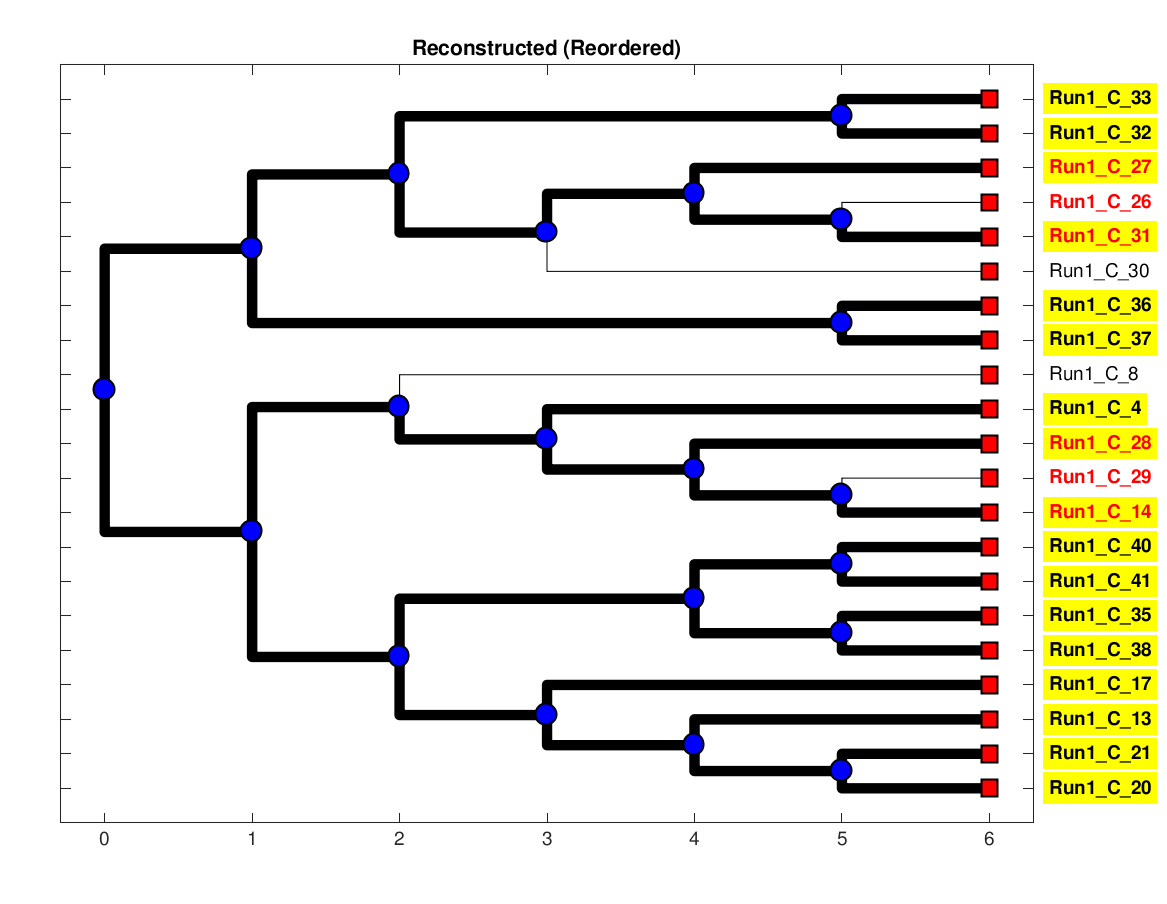 Reconstructed (Reordered)
Run1_C_33
Run1_C_32
Run1_C_27
Run1_C_26
Run1_C_31
Run1_C_30
Run1_C_36
Run1_C_37
Run1_C_8
Run1_C_4
Run1_C_28
Run1_C_29
Run1_C_14
Run1_C_40
Run1_C_41
Run1_C_35
Run1_C_38
Run1_C_17
Run1_C_13
Run1_C_21
Run1_C_20
0 1 2 3 4 5 6